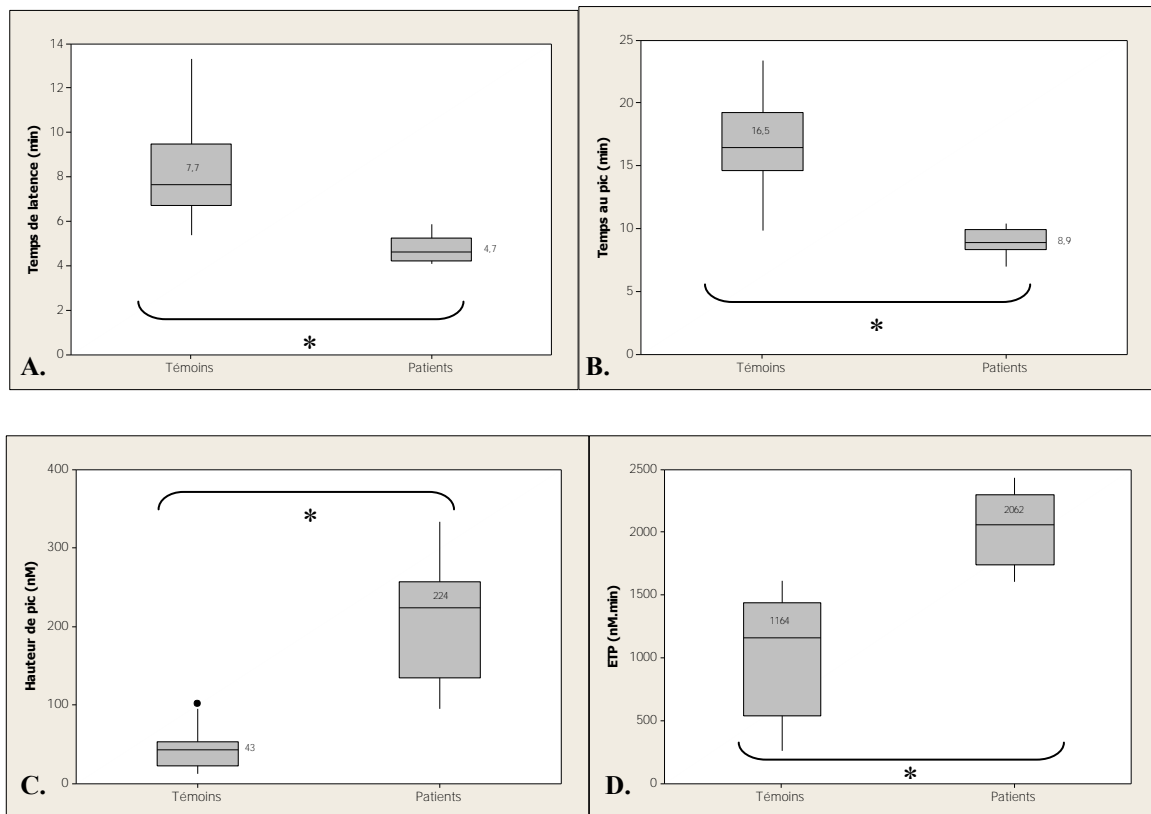 Temps de latence (min)
14
12
10
8
6
4
2
0
7,7
4,7
*
A.
Témoins
Patients
Temps au pic (min)
25
20
15
10
5
0
16,5
8,9
*
B.
Témoins
Patients
Hauteur de pic (nM)
400
300
200
100
0
43
224
*
C.
Témoins
Patients
ETP (nM.min)
2500
2000
1500
1000
500
0
1164
2062
*
D.
Témoins
Patients